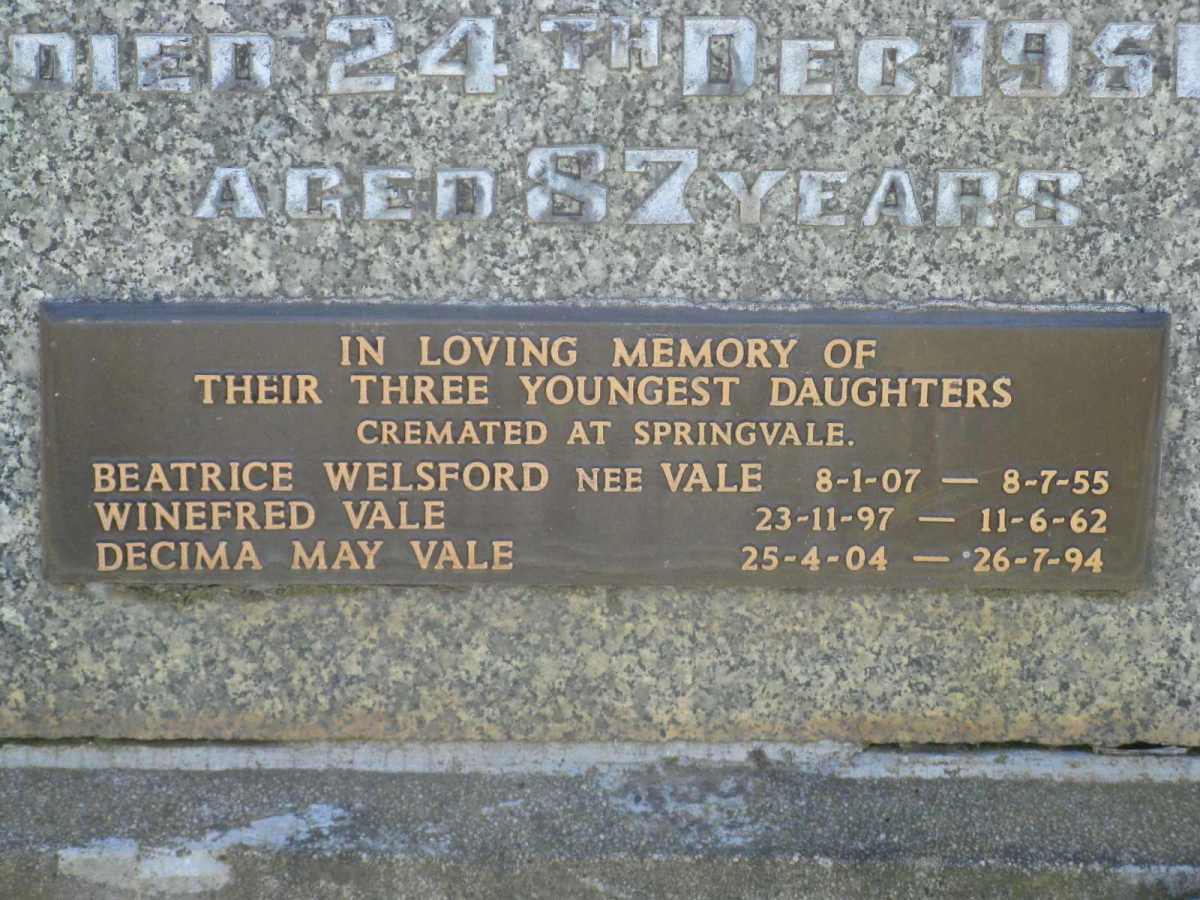 DIED 24TH DEC 1951
AGED 87 YEARS
IN LOVING MEMORY OF
THEIR THREE YOUNGEST DAUGHTERS
CREMATED AT SPRINGVALE.
BEATRICE WELSFORD NEE VALE 8-1-07 — 8-7-55
WINEFRED VALE 23-11-97 — 11-6-62
DECIMA MAY VALE 25-4-04 — 26-7-94